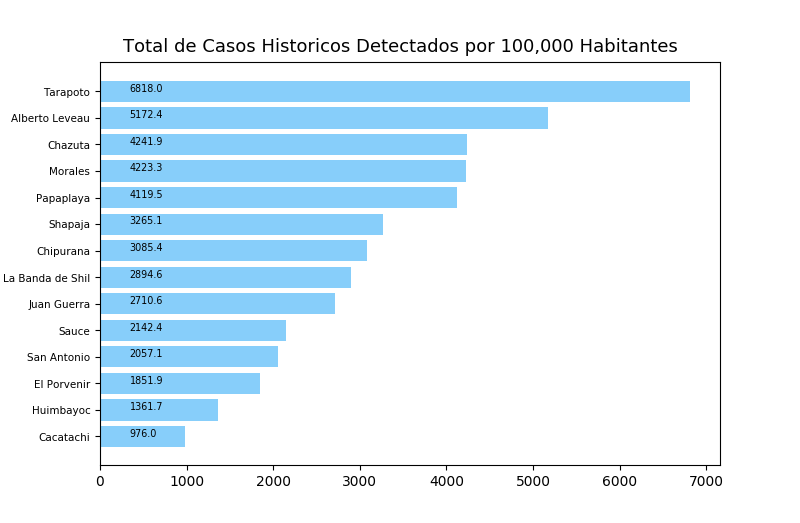 Total de Casos Historicos Detectados por 100,000 Habitantes
Tarapoto 6818.0
Alberto Leveau 5172.4
Chazuta 4241.9
Morales 4223.3
Papaplaya 4119.5
Shapaja 3265.1
Chipurana 3085.4
La Banda de Shil 2894.6
Juan Guerra 2710.6
Sauce 2142.4
San Antonio 2057.1
El Porvenir 1851.9
Huimbayoc 1361.7
Cacatachi 976.0
0 1000 2000 3000 4000 5000 6000 7000